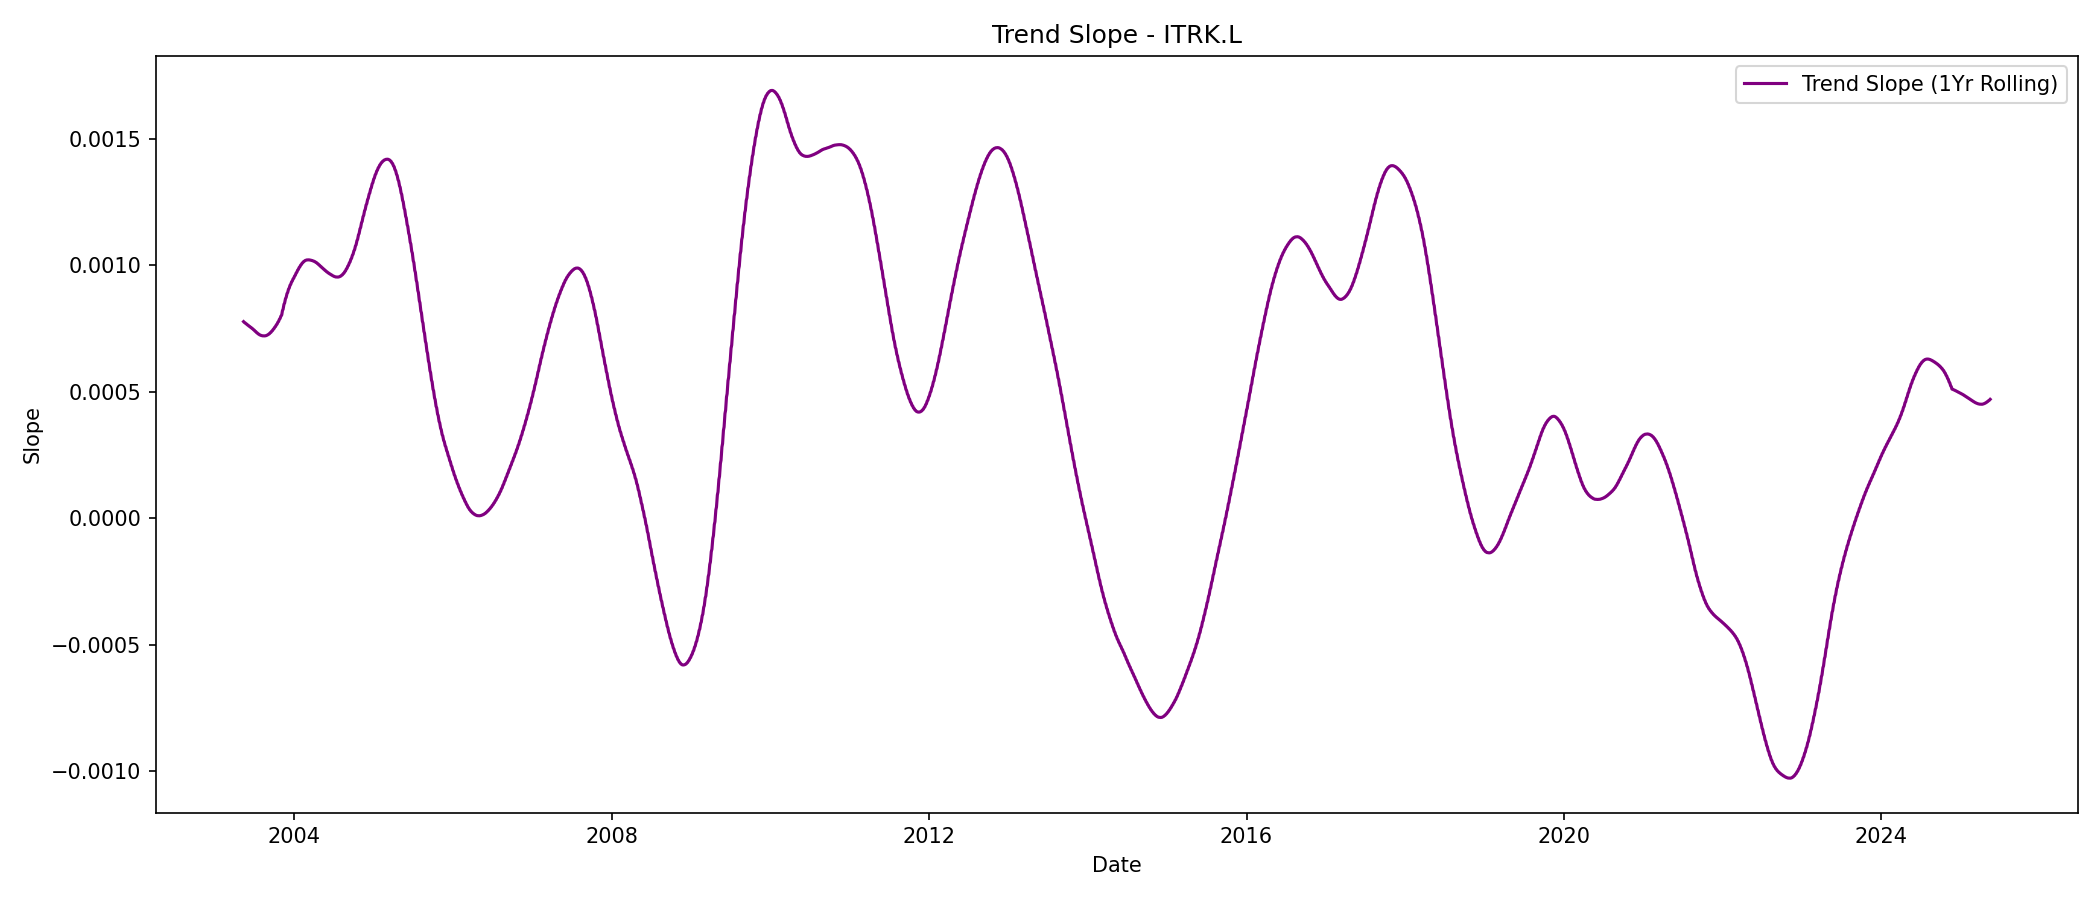 Trend Slope - ITRK.L
Trend Slope (1Yr Rolling)
0.0015
0.0010
0.0005
0.0000
−0.0005
−0.0010
Slope
2004 2008 2012 2016 2020 2024
Date